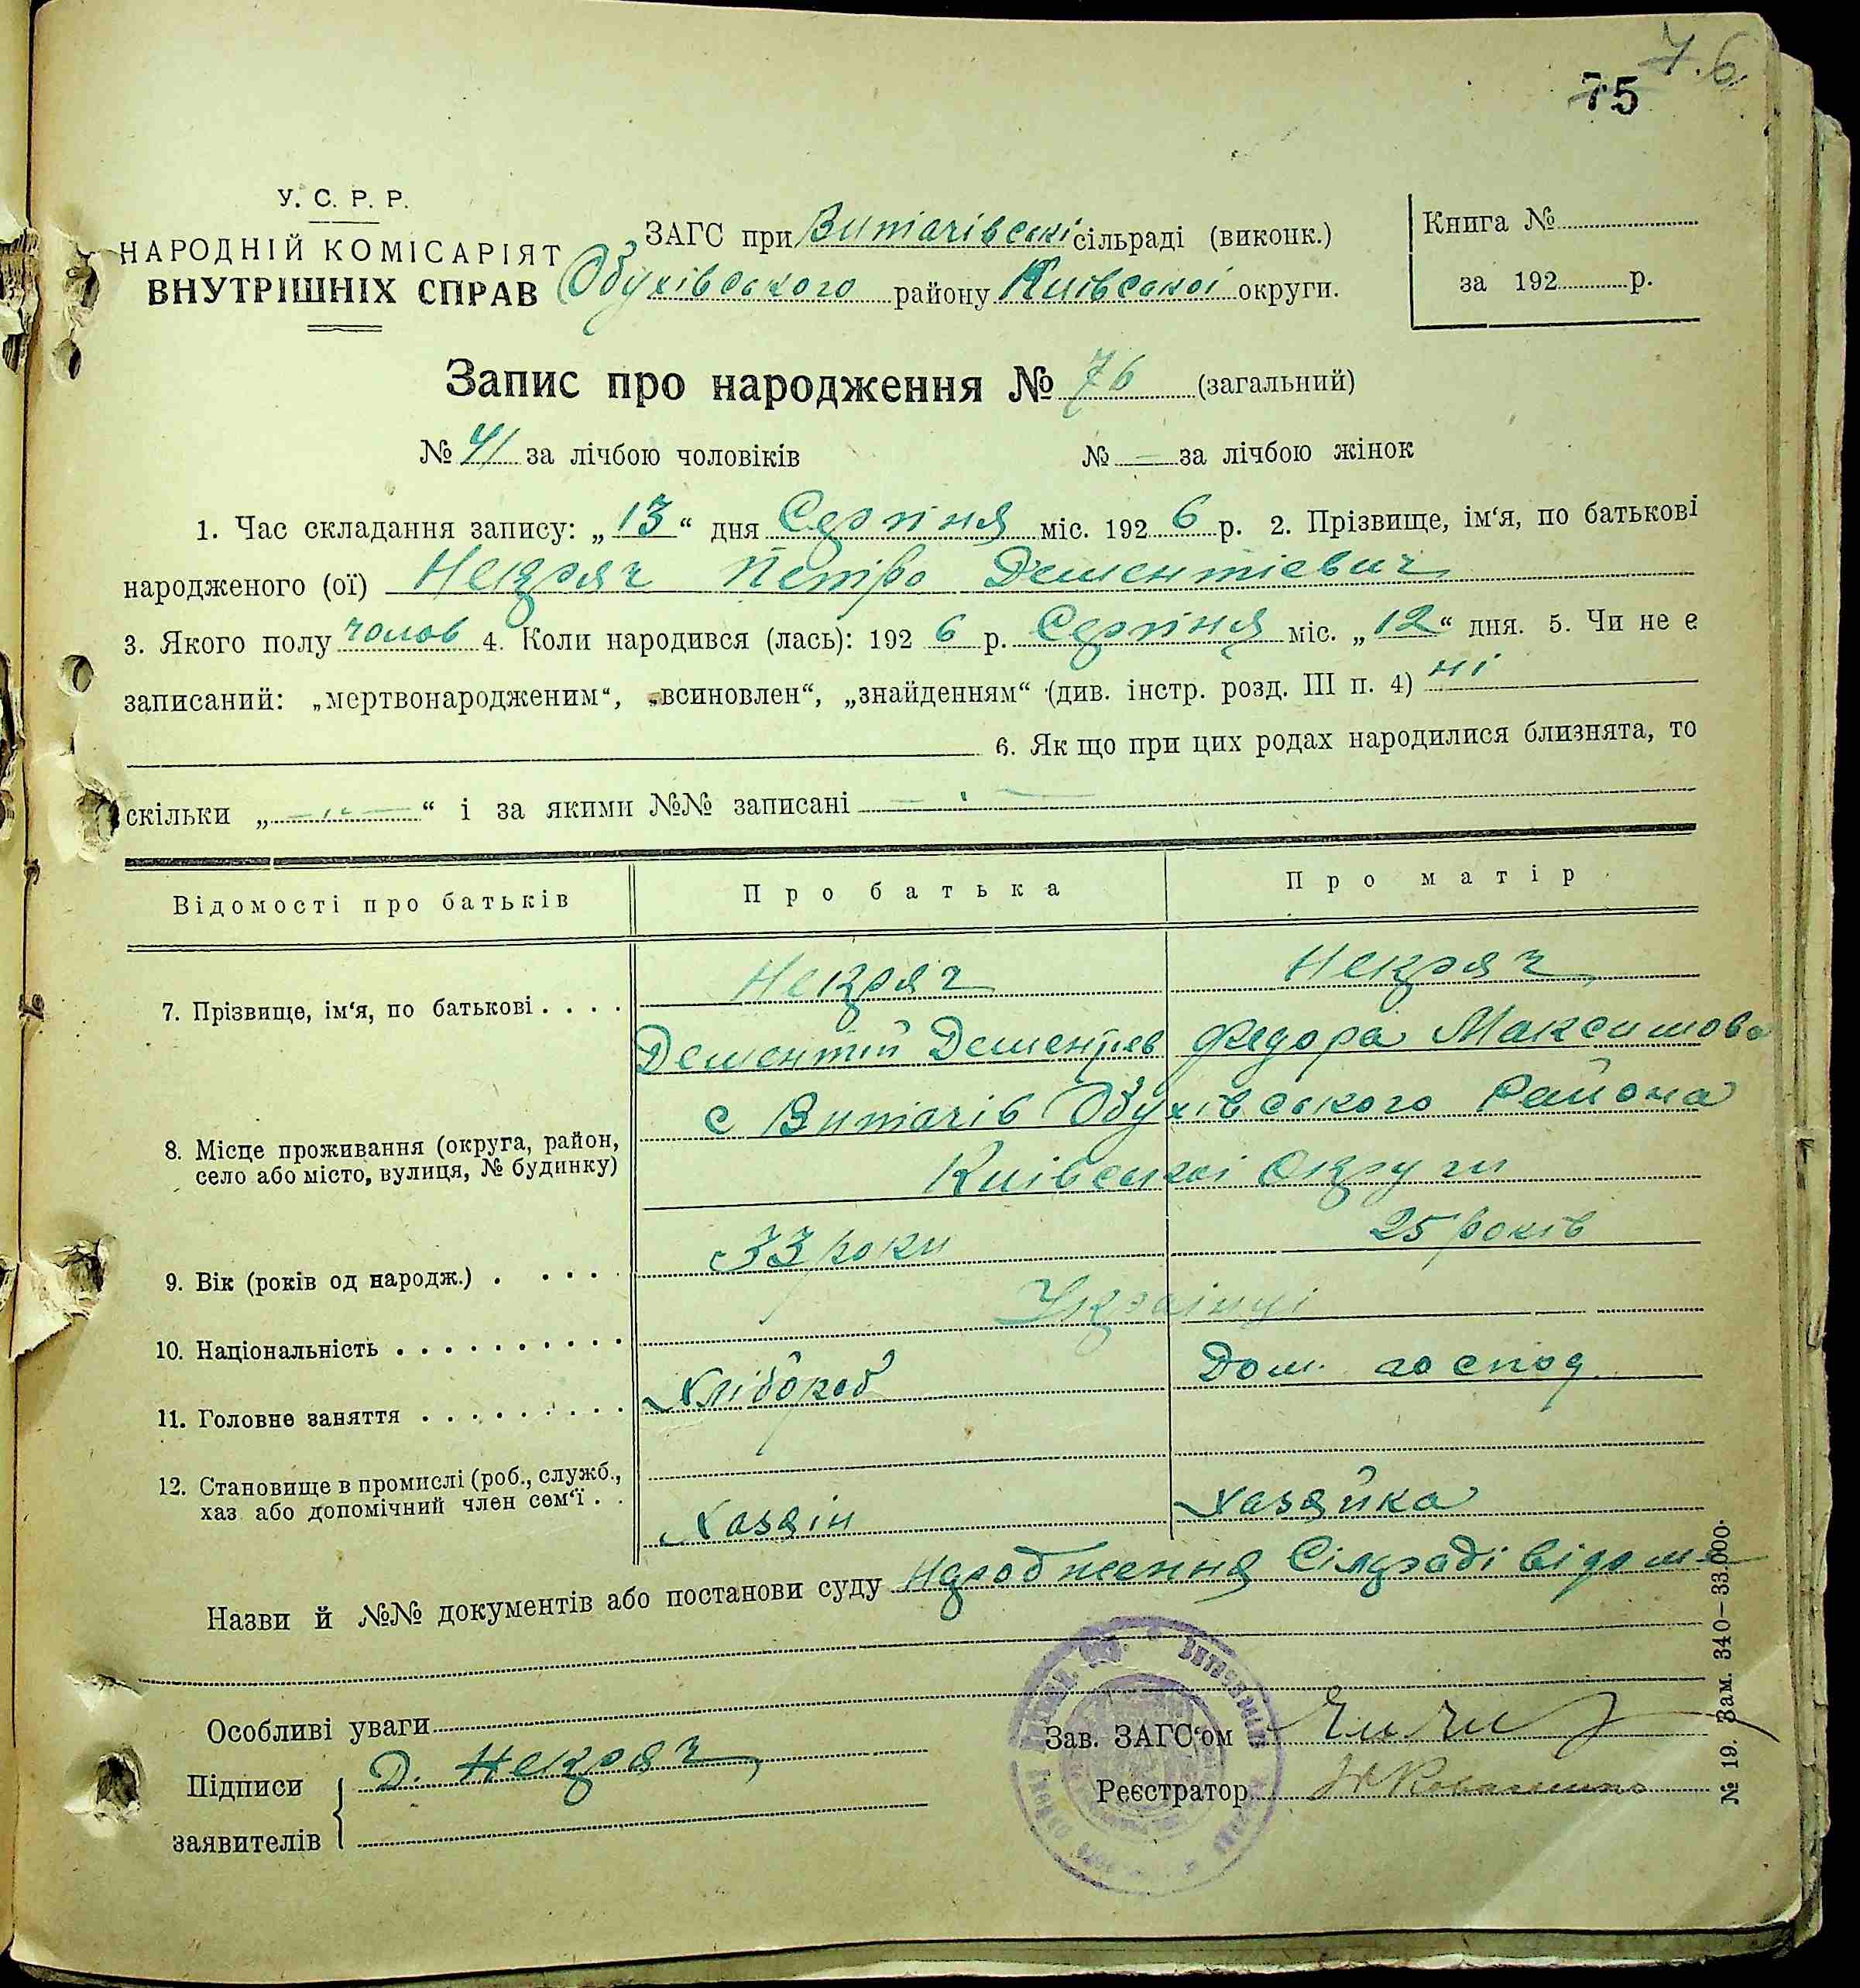 7.6.
75
У. С. Р. Р.
НАРОДНІЙ КОМІСАРІЯТ
ВНУТРІШНІХ СПРАВ
ЗАГС при Витачівські сільраді (виконк.)
Обухівського району Київської округи.
Книга №
за 192 р.
Запис про народження № 76 (загальний)
№ 41 за лічбою чоловіків № — за лічбою жінок
1. Час складання запису: „13“ дня Серпня міс. 1926 р. 2. Прізвище, ім‘я, по батькові
народженого (ої) Некряч Петро Дементієвич
3. Якого полу чолов 4. Коли народився (лась): 1926 р. Серпня міс. „12“ дня. 5. Чи не є
записаний: „мертвонародженим“, „всиновлен“, „знайденням“ (див. інстр. розд. III п. 4) ні
6. Як що при цих родах народилися близнята, то
скільки „ — “ і за якими №№ записані —
Відомості про батьків Про батька Про матір
7. Прізвище, ім‘я, по батькові . . . . Некряч Некряч
Дементій Дементіев Федора Максимова
8. Місце проживання (округа, район, село або місто, вулиця, № будинку) с Витачів Обухівського Района
Київської Округи
9. Вік (років од народж.) . . . . . 33 роки 25 років
10. Національність . . . . . . . . . . Українці
11. Головне заняття . . . . . . . . . Хлібороб Дом. господ.
12. Становище в промислі (роб., служб.,
хаз або допомічний член сем‘ї . . Хазяін Хазяйка
Назви й №№ документів або постанови суду Народження Сілдраді відоме
Особливі уваги
Підписи
заявителів
Д. Некряч
Зав. ЗАГС‘ом
Реєстратор
№ 19. Зам. 340—33.000.